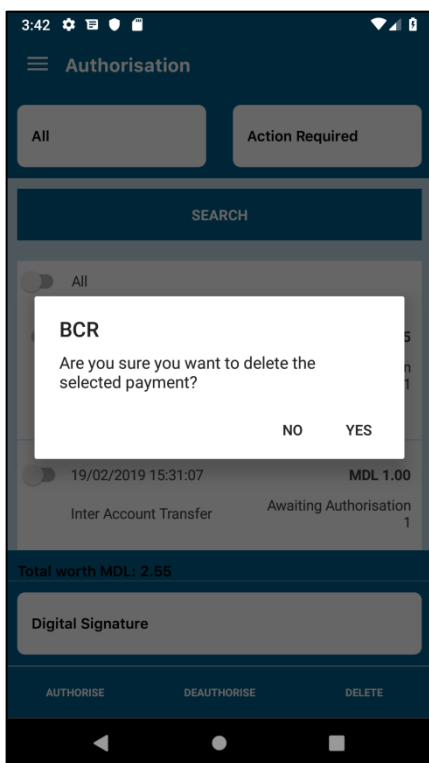 3:42
Authorisation
All
Action Required
SEARCH
All
5
n
1
BCR
Are you sure you want to delete the
selected payment?
NO YES
19/02/2019 15:31:07 MDL 1.00
Inter Account Transfer Awaiting Authorisation
1
Total worth MDL: 2.55
Digital Signature
AUTHORISE DEAUTHORISE DELETE